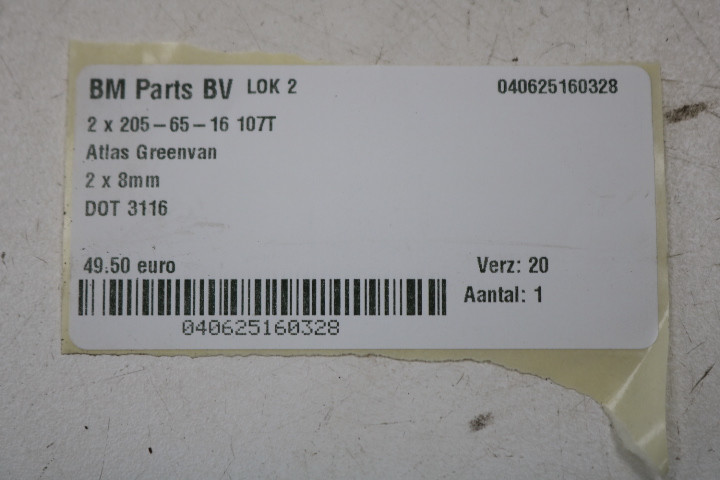 BM Parts BV LOK 2 040625160328
2 x 205-65-16 107T
Atlas Greenvan
2 x 8mm
DOT 3116
49.50 euro Verz: 20
Aantal: 1
040625160328